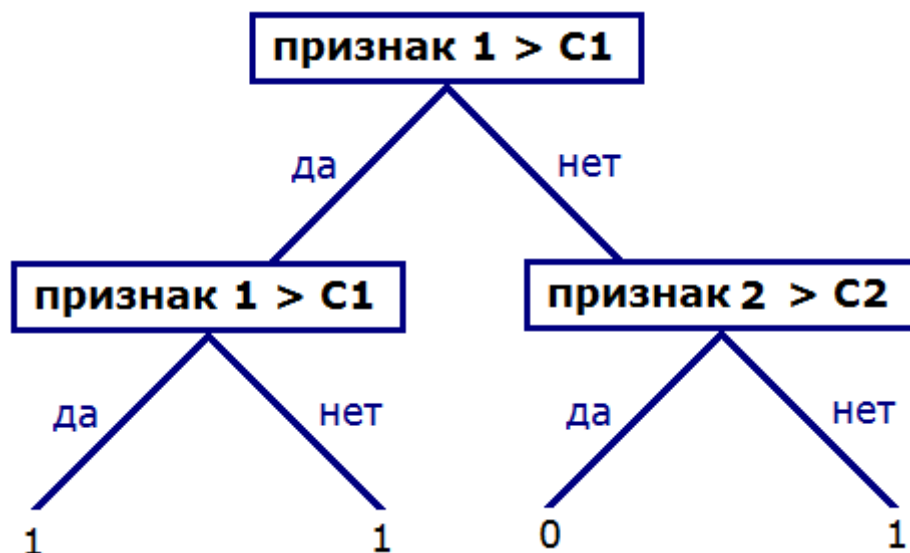 признак 1 > C1
да
нет
признак 1 > C1
признак 2 > C2
да
нет
да
нет
1
1
0
1